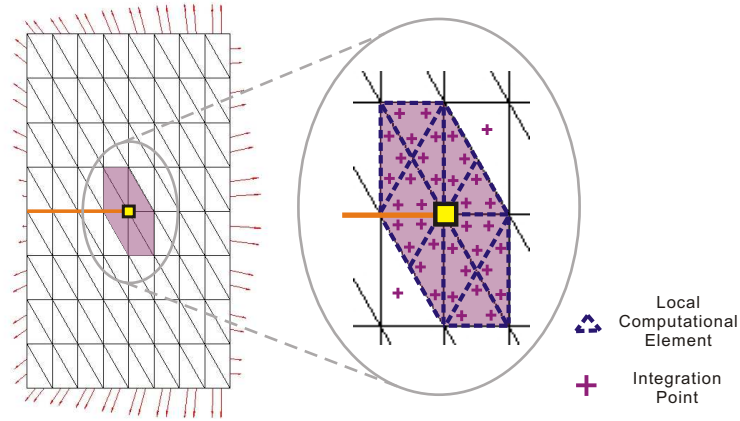 Local
Computational
Element
Integration
Point